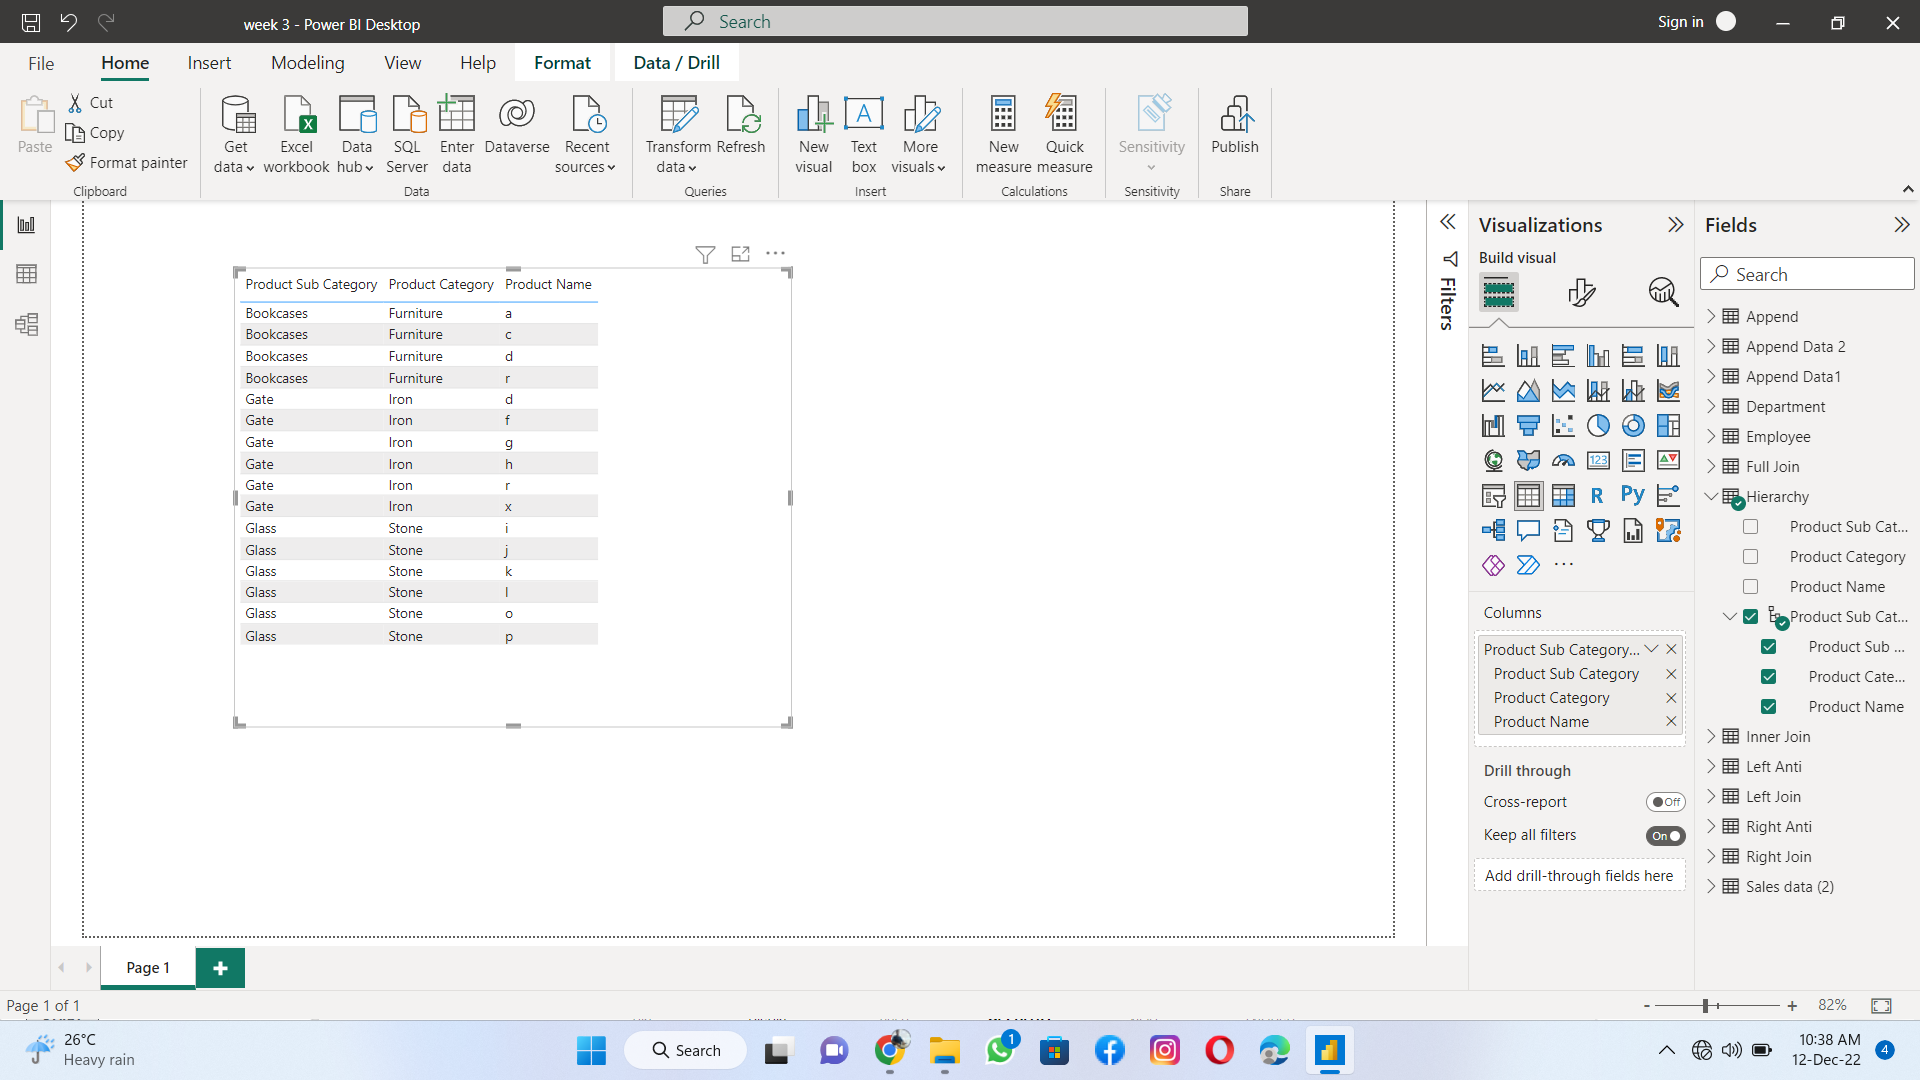 week 3 - Power BI Desktop
Search
Sign in
File Home Insert Modeling View Help Format Data / Drill
Paste
Cut
Copy
Format painter
Clipboard
Get data
Excel workbook
Data hub
SQL Server
Enter data
Dataverse
Recent sources
Data
Transform data
Refresh
Queries
New visual
Text box
More visuals
Insert
New measure
Quick measure
Calculations
Sensitivity
Sensitivity
Publish
Share
Product Sub Category Product Category Product Name
Bookcases Furniture a
Bookcases Furniture c
Bookcases Furniture d
Bookcases Furniture r
Gate Iron d
Gate Iron f
Gate Iron g
Gate Iron h
Gate Iron r
Gate Iron x
Glass Stone i
Glass Stone j
Glass Stone k
Glass Stone l
Glass Stone o
Glass Stone p
Filters
Visualizations
Build visual
123
R Py
Columns
Product Sub Category...
Product Sub Category
Product Category
Product Name
Drill through
Cross-report Off
Keep all filters On
Add drill-through fields here
Fields
Search
Append
Append Data 2
Append Data1
Department
Employee
Full Join
Hierarchy
Product Sub Cat...
Product Category
Product Name
Product Sub Cat...
Product Sub ...
Product Cate...
Product Name
Inner Join
Left Anti
Left Join
Right Anti
Right Join
Sales data (2)
Page 1
Page 1 of 1
- + 82%
26°C
Heavy rain
Search
1
10:38 AM
12-Dec-22
4